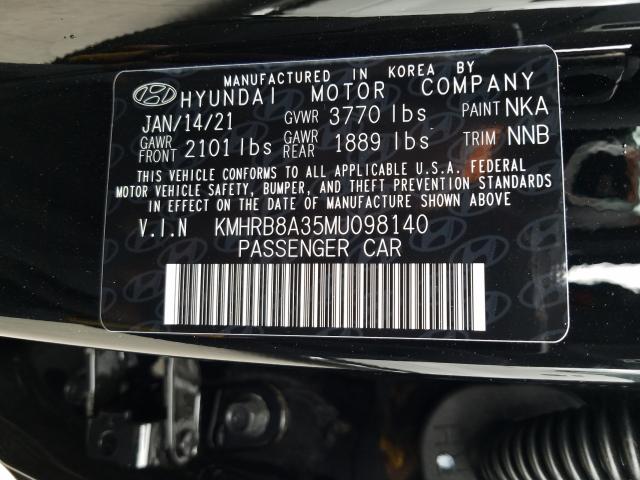 MANUFACTURED IN KOREA BY
HYUNDAI MOTOR COMPANY
JAN/14/21 GVWR 3770 lbs PAINT NKA
GAWR FRONT 2101 lbs GAWR REAR 1889 lbs TRIM NNB
THIS VEHICLE CONFORMS TO ALL APPLICABLE U.S.A. FEDERAL
MOTOR VEHICLE SAFETY, BUMPER, AND THEFT PREVENTION STANDARDS
IN EFFECT ON THE DATE OF MANUFACTURE SHOWN ABOVE
V.I.N KMHRB8A35MU098140
PASSENGER CAR